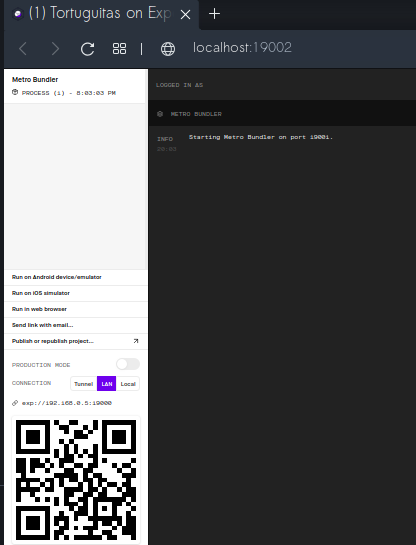 (1) Tortuguitas on Exp
localhost:19002
Metro Bundler
PROCESS (i) - 8:03:03 PM
LOGGED IN AS
METRO BUNDLER
INFO
Starting Metro Bundler on port 19001.
Run on Android device/emulator
Run on iOS simulator
Run in web browser
Send link with email...
Publish or republish project...
PRODUCTION MODE
CONNECTION
Tunnel LAN Local
exp://192.168.0.5:19000